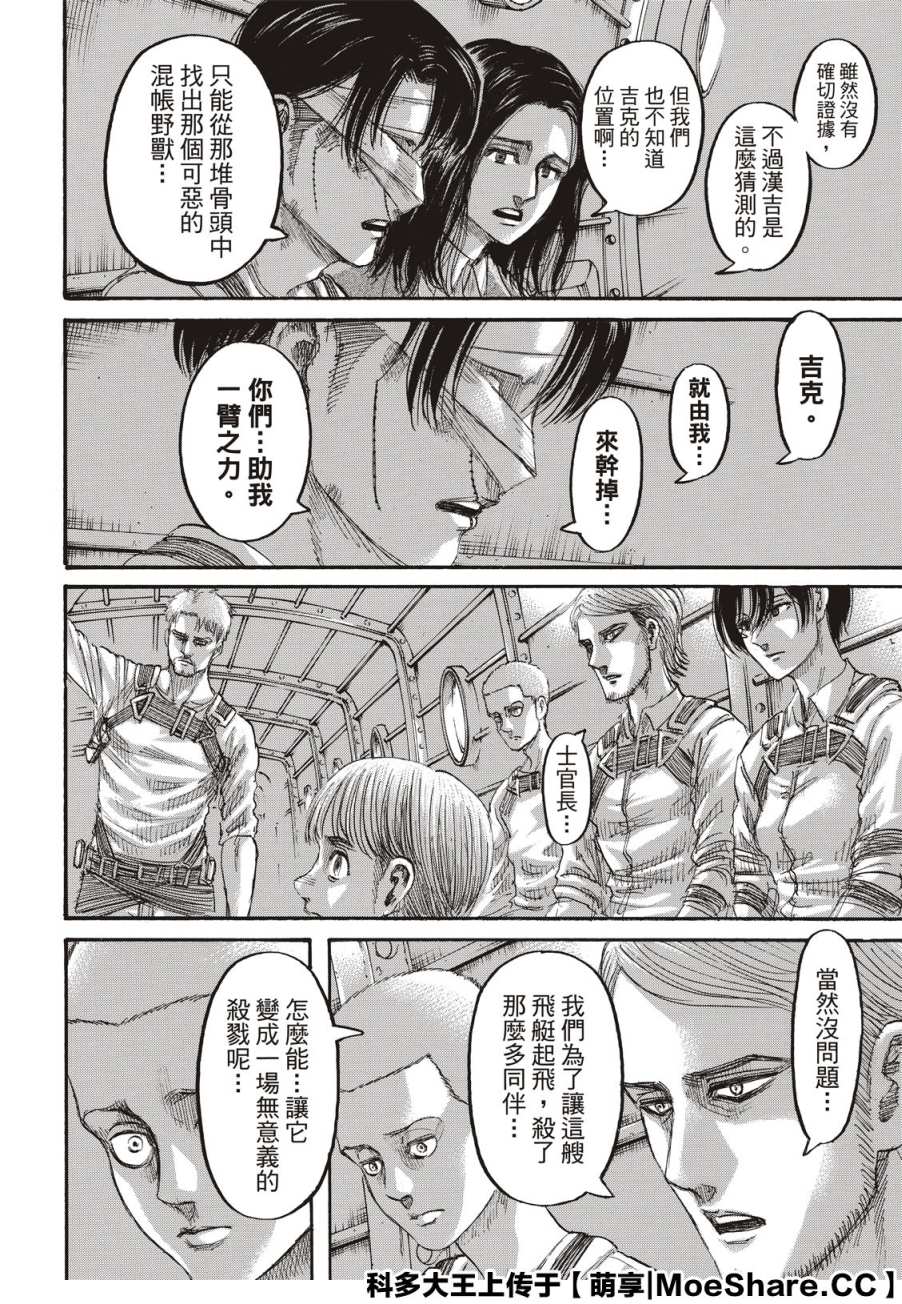 雖然沒有
確切證據，
不過漢吉是
這麼猜測的。
但我們
也不知道
吉克的
位置啊…
只能從那堆骨頭中
找出那個可惡的
混帳野獸…
吉克。
就由我…
來幹掉…
你們…助我
一臂之力。
士官長…
當然沒問題…
我們為了讓這艘
飛艇起飛，殺了
那麼多同伴…
怎麼能…讓它
變成一場無意義的
殺戮呢…
科多大王上传于【萌享|MoeShare.CC】